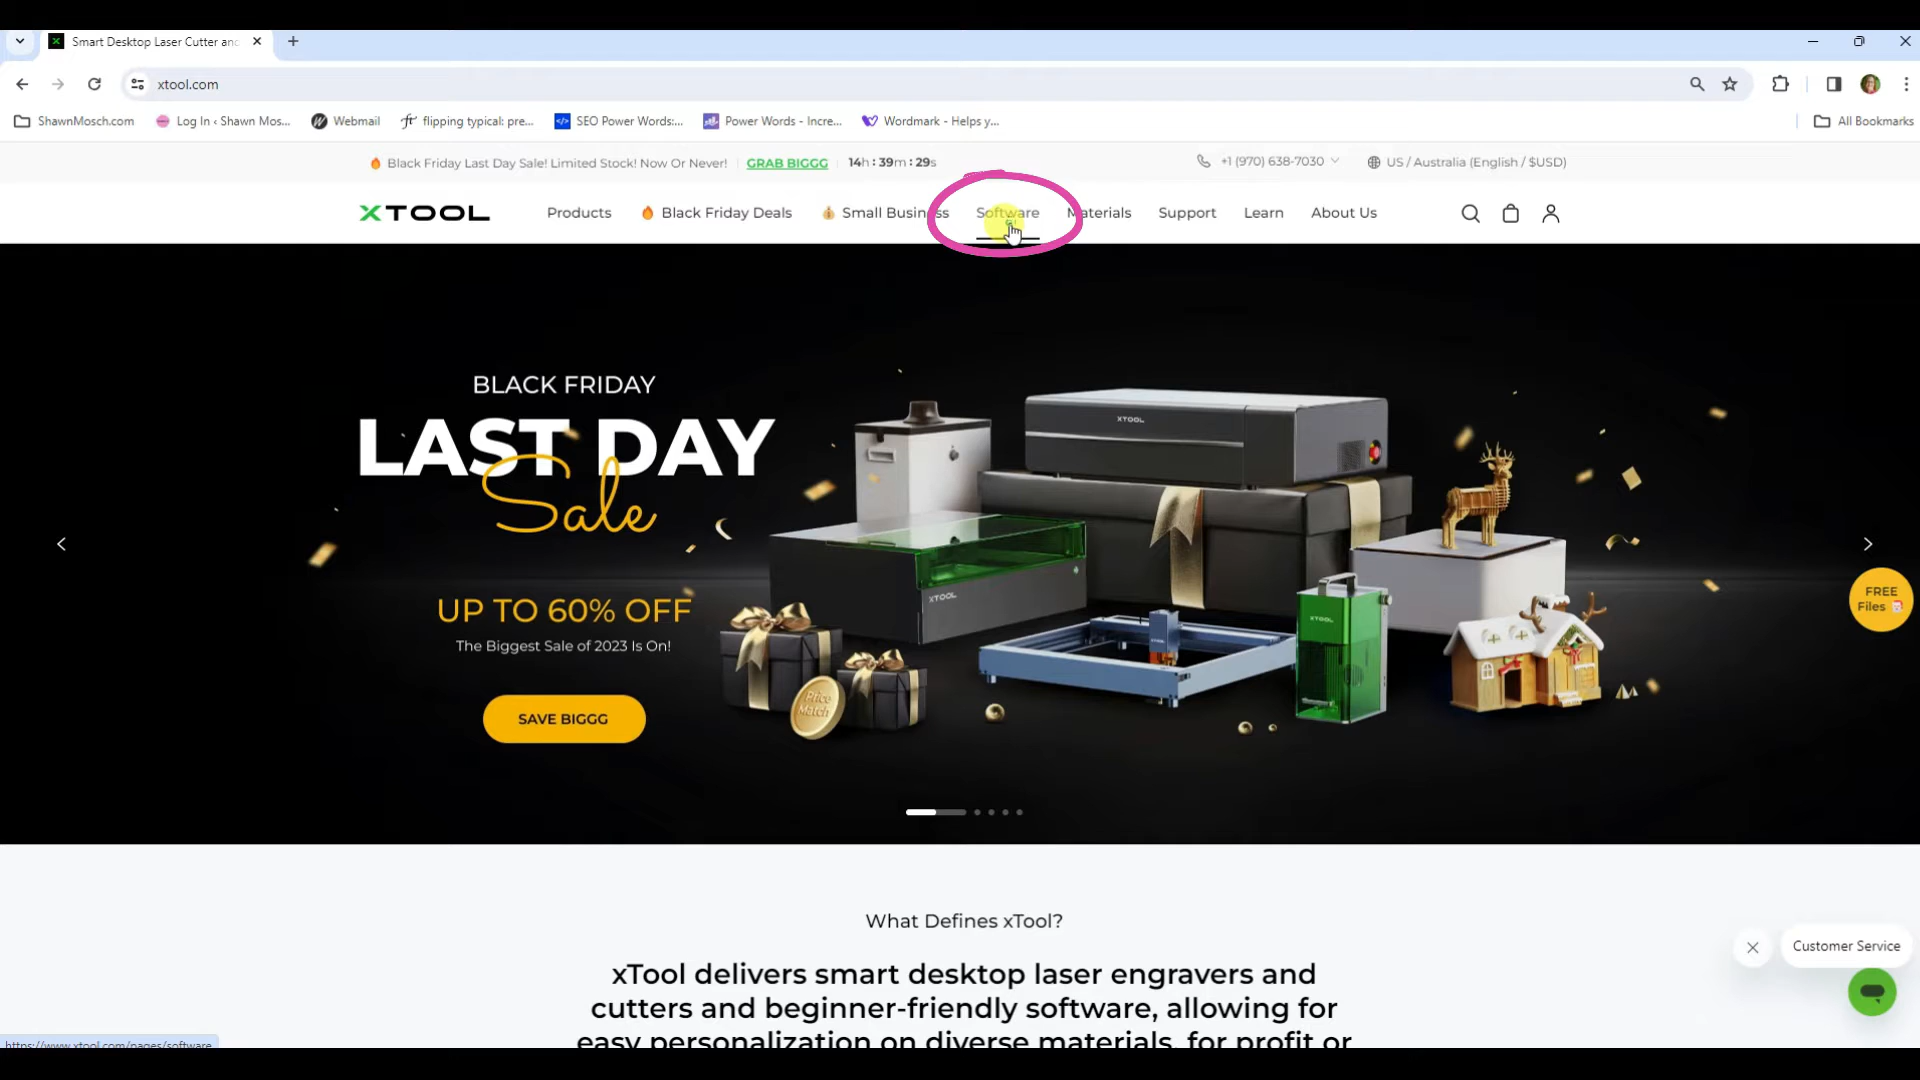 Smart Desktop Laser Cutter and
xtool.com
ShawnMosch.com
Log In ‹ Shawn Mos...
Webmail
flipping typical: pre...
SEO Power Words:...
Power Words - Incre...
Wordmark - Helps y...
All Bookmarks
Black Friday Last Day Sale! Limited Stock! Now Or Never!
GRAB BIGGG
14h : 39m : 29s
+1 (970) 638-7030
US / Australia (English / $USD)
XTOOL
Products
Black Friday Deals
Small Business
Software
Materials
Support
Learn
About Us
BLACK FRIDAY
LAST DAY
Sale
UP TO 60% OFF
The Biggest Sale of 2023 Is On!
SAVE BIGGG
XTOOL
XTOOL
XTOOL
Price
Match
FREE
Files
What Defines xTool?
xTool delivers smart desktop laser engravers and
cutters and beginner-friendly software, allowing for
easy personalization on diverse materials, for profit or
Customer Service
https://www.xtool.com/pages/software